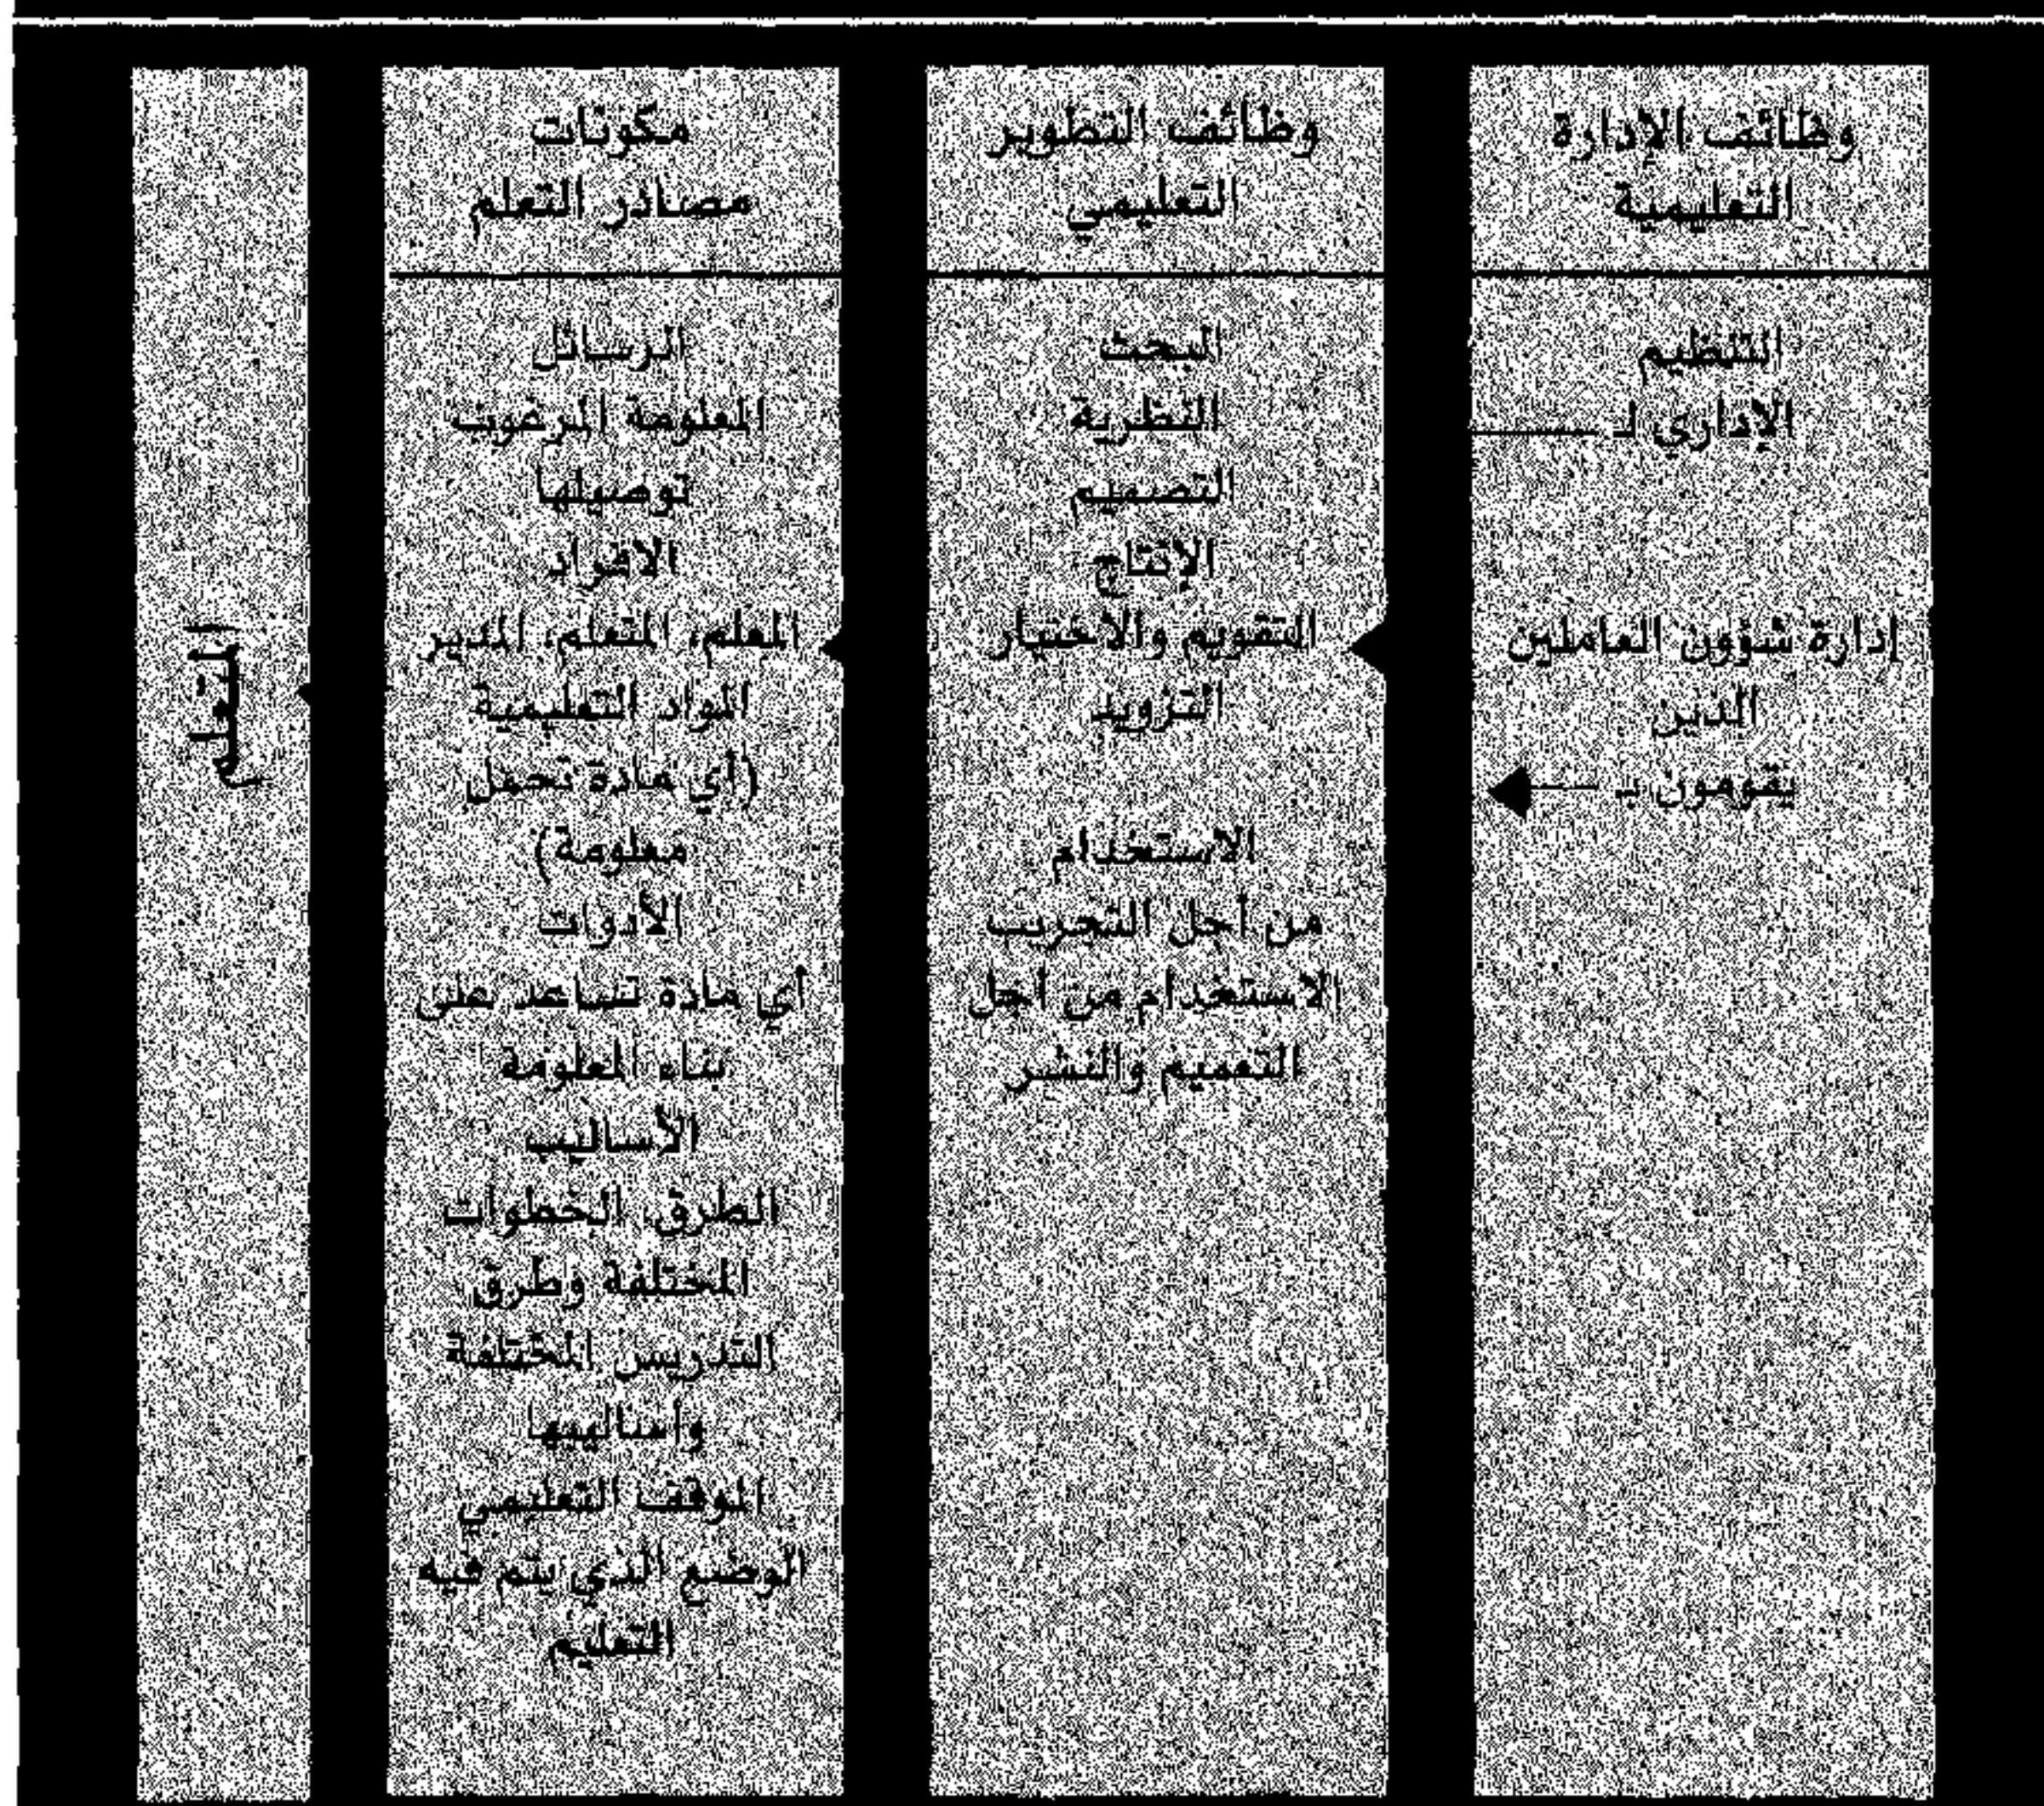 وظائف الإدارة
التعليمية
التنظيم
الإداري لـ
إدارة شؤون العاملين
الذين
يقومون بـ
وظائف التطوير
التعليمي
البحث
النظرية
التصميم
الإنتاج
التقويم والاختيار
التزويد
الاستخدام
من أجل التجريب
الاستخدام من أجل
التعميم والنشر
مكونات
مصادر التعلم
الرسائل
المعلومة المرغوب
توصيلها
الافراد
المعلم، المتعلم، المدير
المواد التعليمية
(أي مادة تحمل
معلومة)
الأدوات
أي مادة تساعد على
بناء المعلومة
الأساليب
الطرق، الخطوات
المختلفة وطرق
التدريس المختلفة
وأساليبها
الموقف التعليمي
الوضع الذي يتم فيه
التعليم
المتعلم